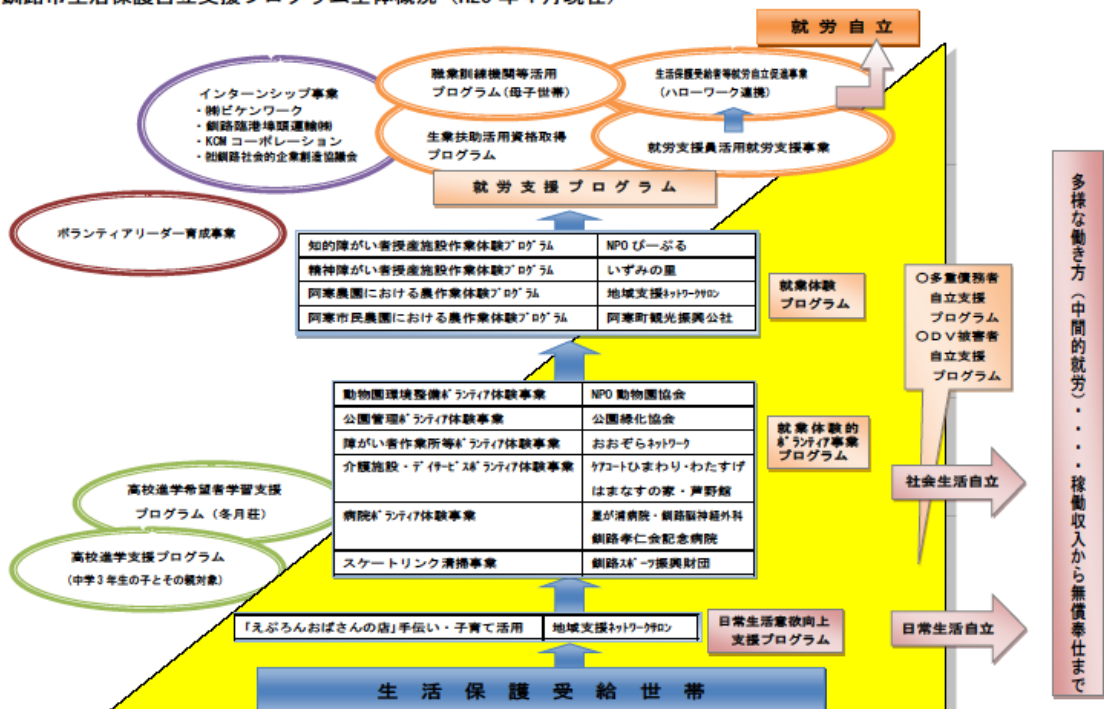 釧路市生活保護自立支援プログラム全体概況(H26年4月現在)
就労自立
職業訓練機関等活用
プログラム(母子世帯)
生活保護受給者等就労自立促進事業
(ハローワーク連携)
インターンシップ事業
・㈱ビケンワーク
・釧路臨港埠頭運輸㈱
・KCMコーポレーション
・㈳釧路社会的企業創造協議会
生業扶助活用資格取得
プログラム
就労支援員活用就労支援事業
就労支援プログラム
ボランティアリーダー育成事業
知的障がい者授産施設作業体験プログラム NPOぴーぷる
精神障がい者授産施設作業体験プログラム いずみの里
阿寒農園における農作業体験プログラム 地域支援ネットワークサロン
阿寒市民農園における農作業体験プログラム 阿寒町観光振興公社
就業体験
プログラム
〇多重債務者
自立支援
プログラム
〇DV被害者
自立支援
プログラム
動物園環境整備ボランティア体験事業 NPO動物園協会
公園管理ボランティア体験事業 公園緑化協会
障がい者作業所等ボランティア体験事業 おおぞらネットワーク
介護施設・デイサービスボランティア体験事業 ケアコートひまわり・わたすげ
はまなすの家・芦野館
病院ボランティア体験事業 星が浦病院・釧路脳神経外科
釧路孝仁会記念病院
スケートリンク清掃事業 釧路スポーツ振興財団
就業体験的
ボランティア事業
プログラム
高校進学希望者学習支援
プログラム(冬月荘)
高校進学支援プログラム
(中学3年生の子とその親対象)
社会生活自立
「えぷろんおばさんの店」手伝い・子育て活用 地域支援ネットワークサロン
日常生活意欲向上
支援プログラム
日常生活自立
生活保護受給世帯
多様な働き方(中間的就労)・・・・稼働収入から無償奉仕まで